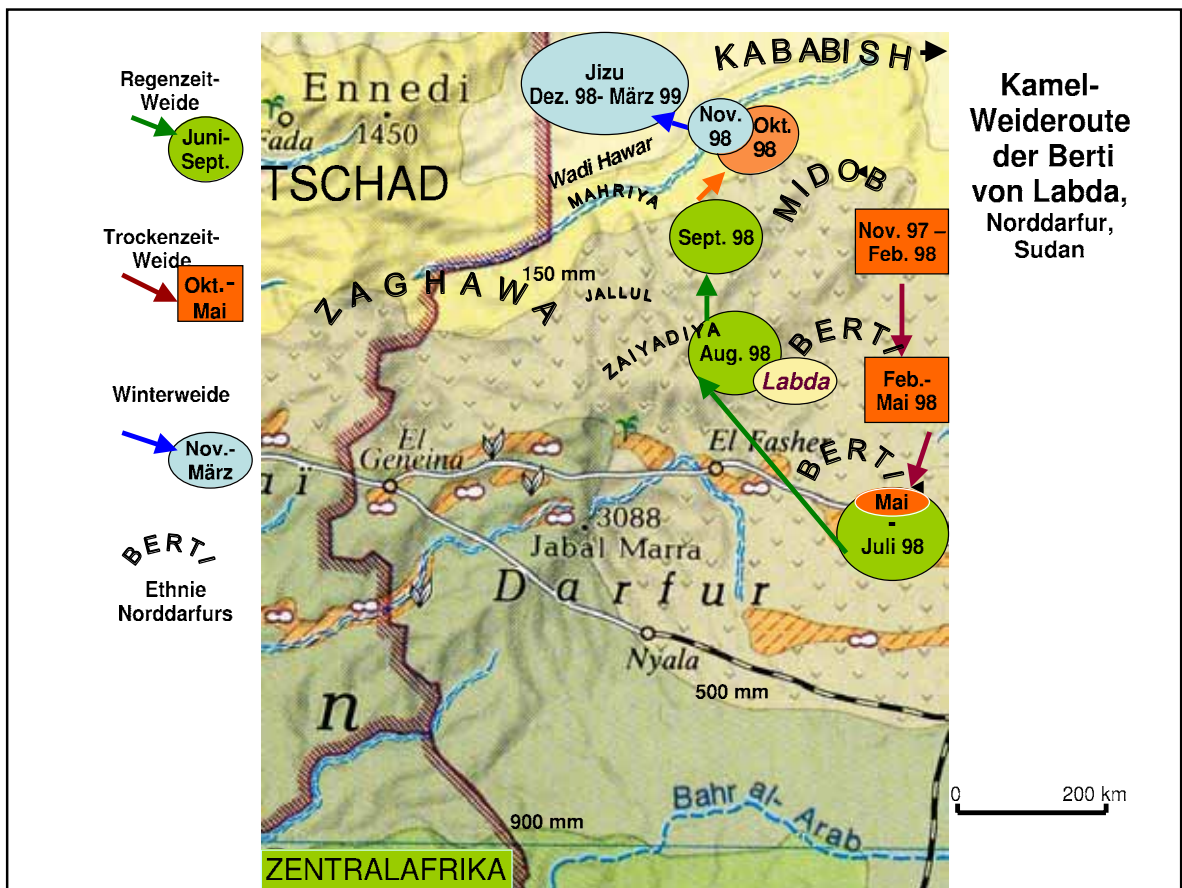 Regenzeit-
Weide
Juni-
Sept.
Trockenzeit-
Weide
Okt.-
Mai
Winterweide
Nov.-
März
BERTI
Ethnie
Norddarfurs
KABABISH
Jizu
Dez. 98- März 99
Nov.
98
Okt.
98
Ennedi
Fada
1450
TSCHAD
Wadi Hawar
MAHRIYA
MIDOB
Sept. 98
Nov. 97 –
Feb. 98
150 mm
ZAGHAWA
JALLUL
ZAIYADIYA
Aug. 98
BERTI
Labda
Feb.-
Mai 98
El
Geneina
El Fasher
BERTI
aï
Mai
-
Juli 98
3088
Jabal Marra
Darfur
Nyala
500 mm
n
Bahr al-Arab
900 mm
ZENTRALAFRIKA
Kamel-
Weideroute
der Berti
von Labda,
Norddarfur,
Sudan
0 200 km